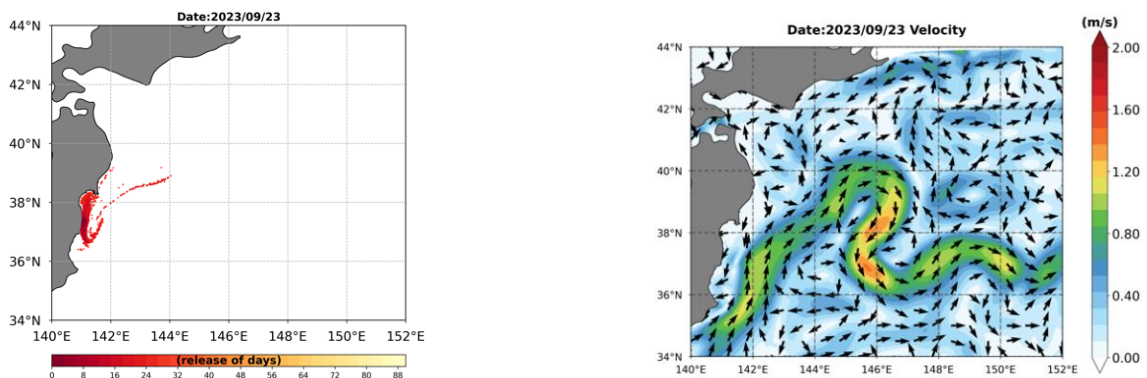 Date:2023/09/23
44°N
42°N
40°N
38°N
36°N
34°N
140°E 142°E 144°E 146°E 148°E 150°E 152°E
(release of days)
0 8 16 24 32 40 48 56 64 72 80 88
(m/s)
Date:2023/09/23 Velocity
44°N
42°N
40°N
38°N
36°N
34°N
140°E 142°E 144°E 146°E 148°E 150°E 152°E
2.00
1.60
1.20
0.80
0.40
0.00